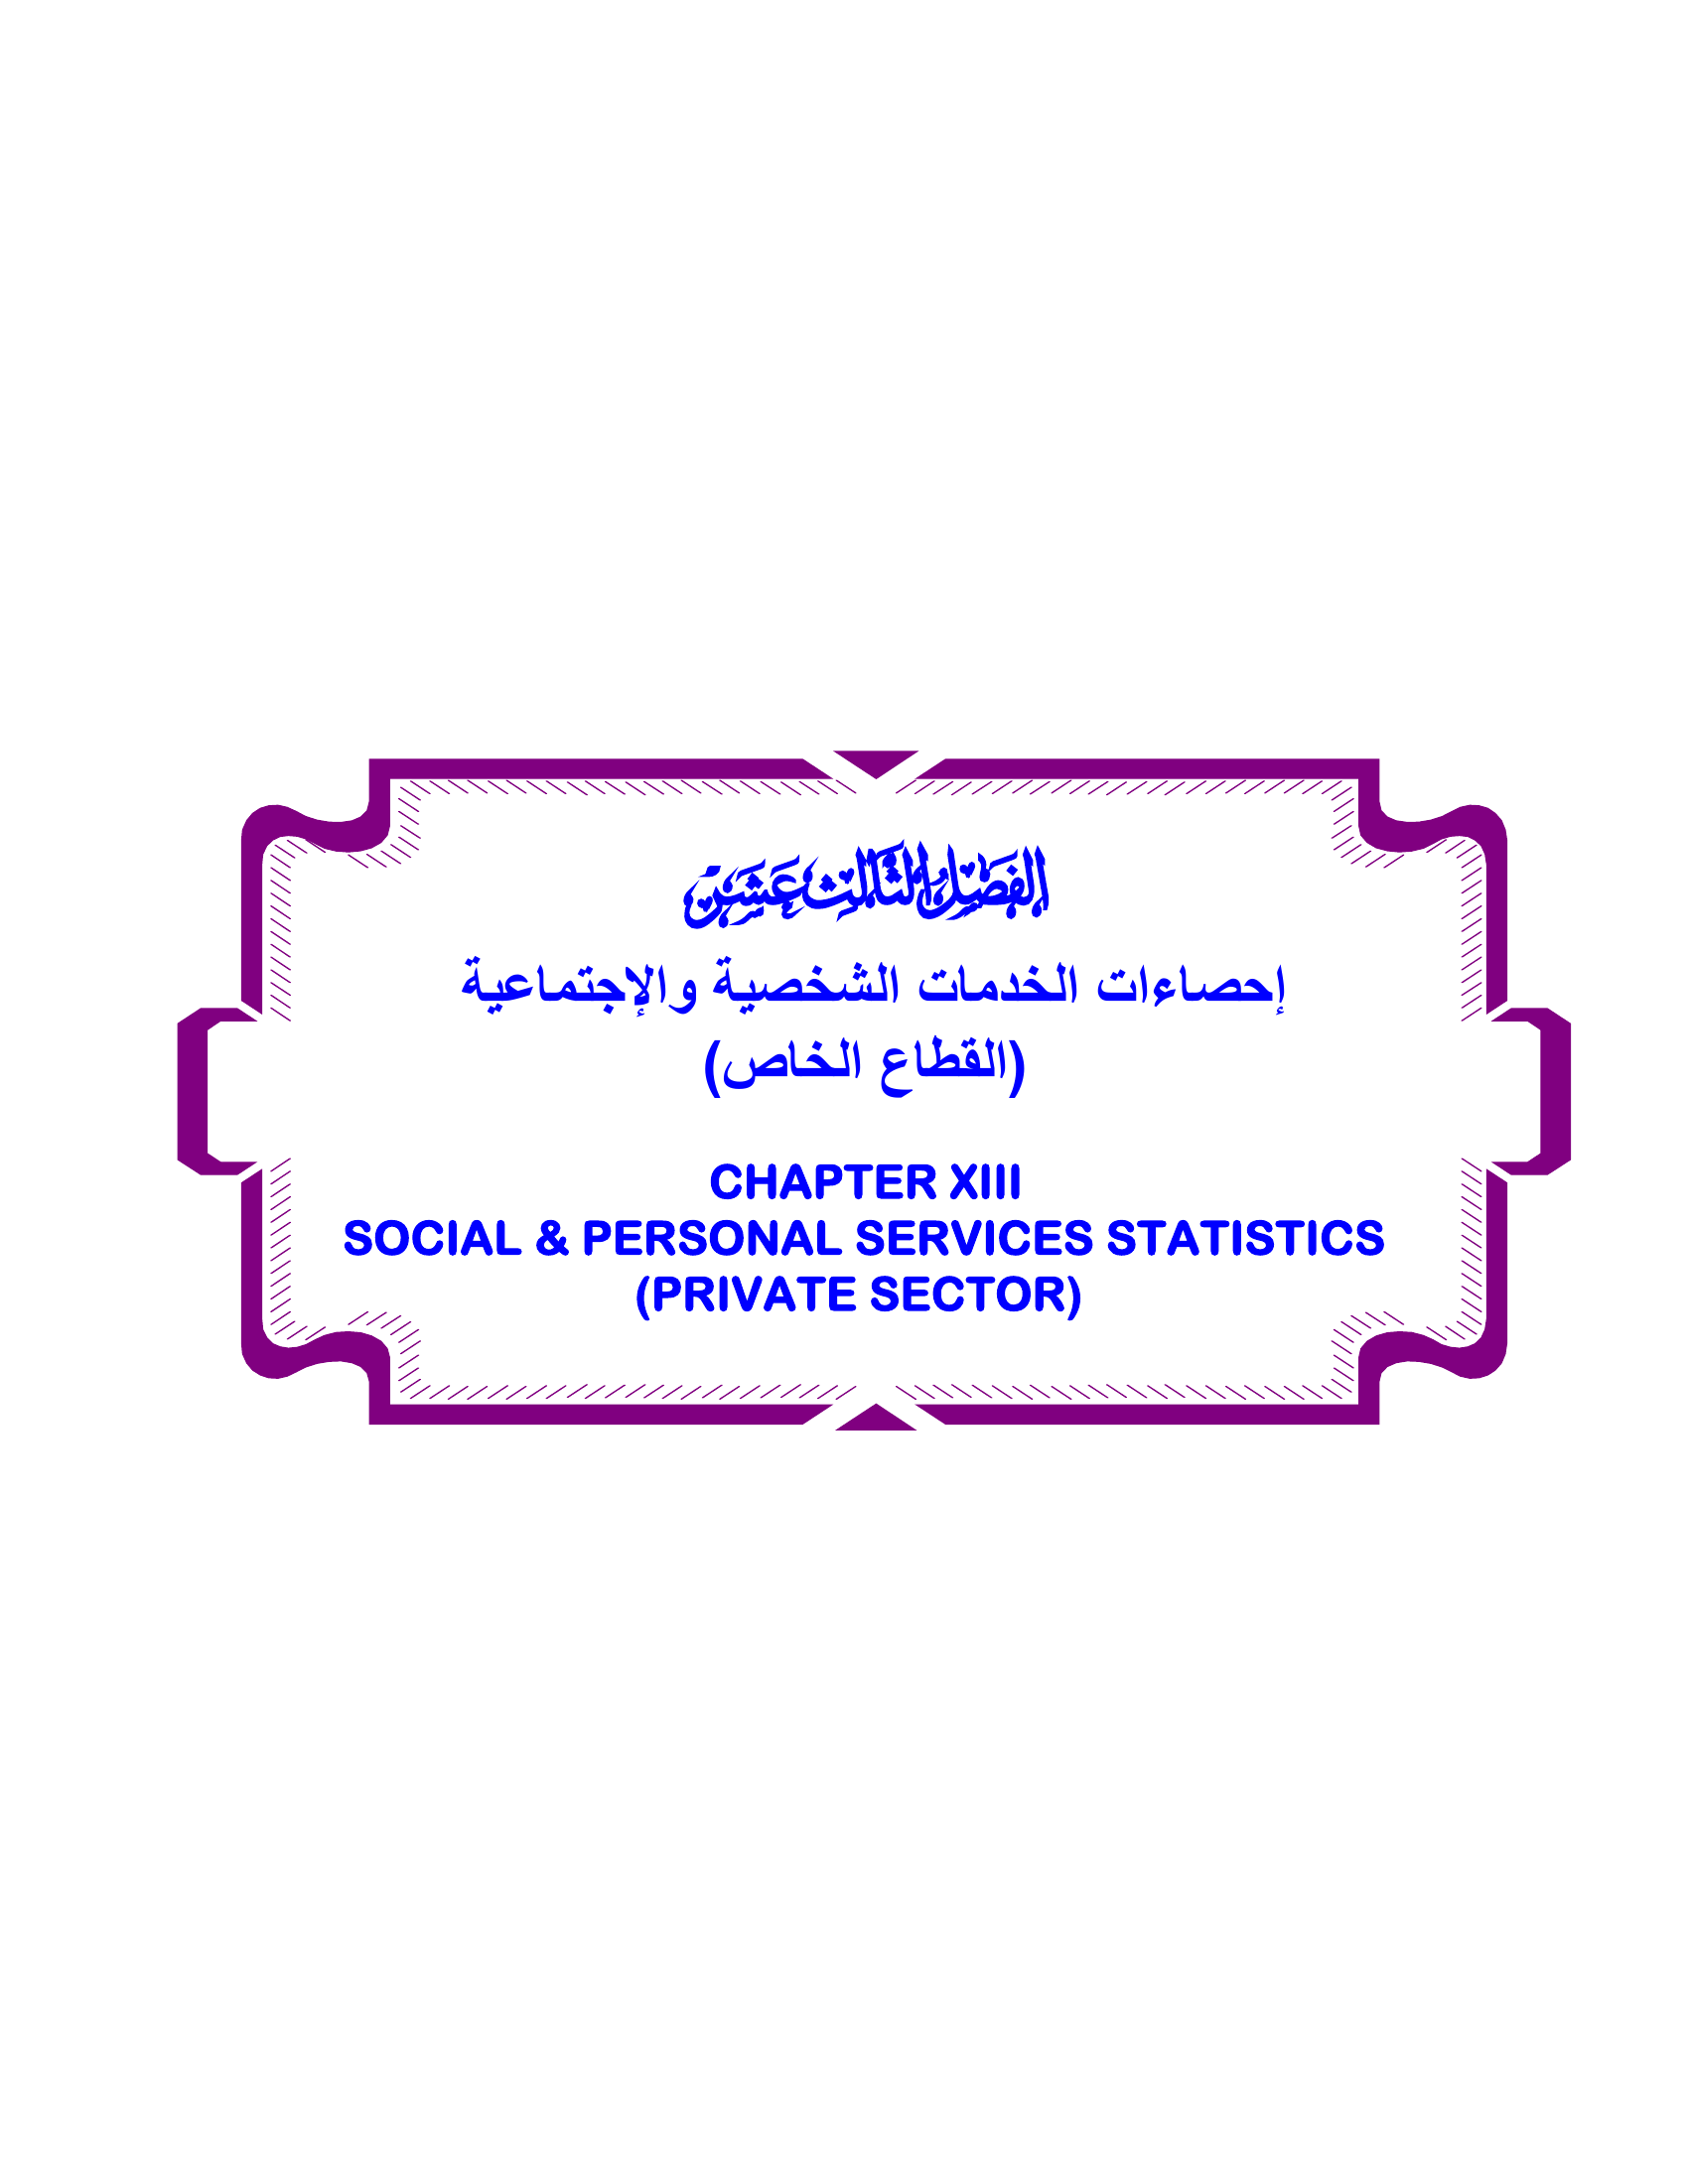 الفصل الثالث عشر
إحصاءات الخدمات الشخصية والإجتماعية
(القطاع الخاص)
CHAPTER XIII
SOCIAL & PERSONAL SERVICES STATISTICS
(PRIVATE SECTOR)